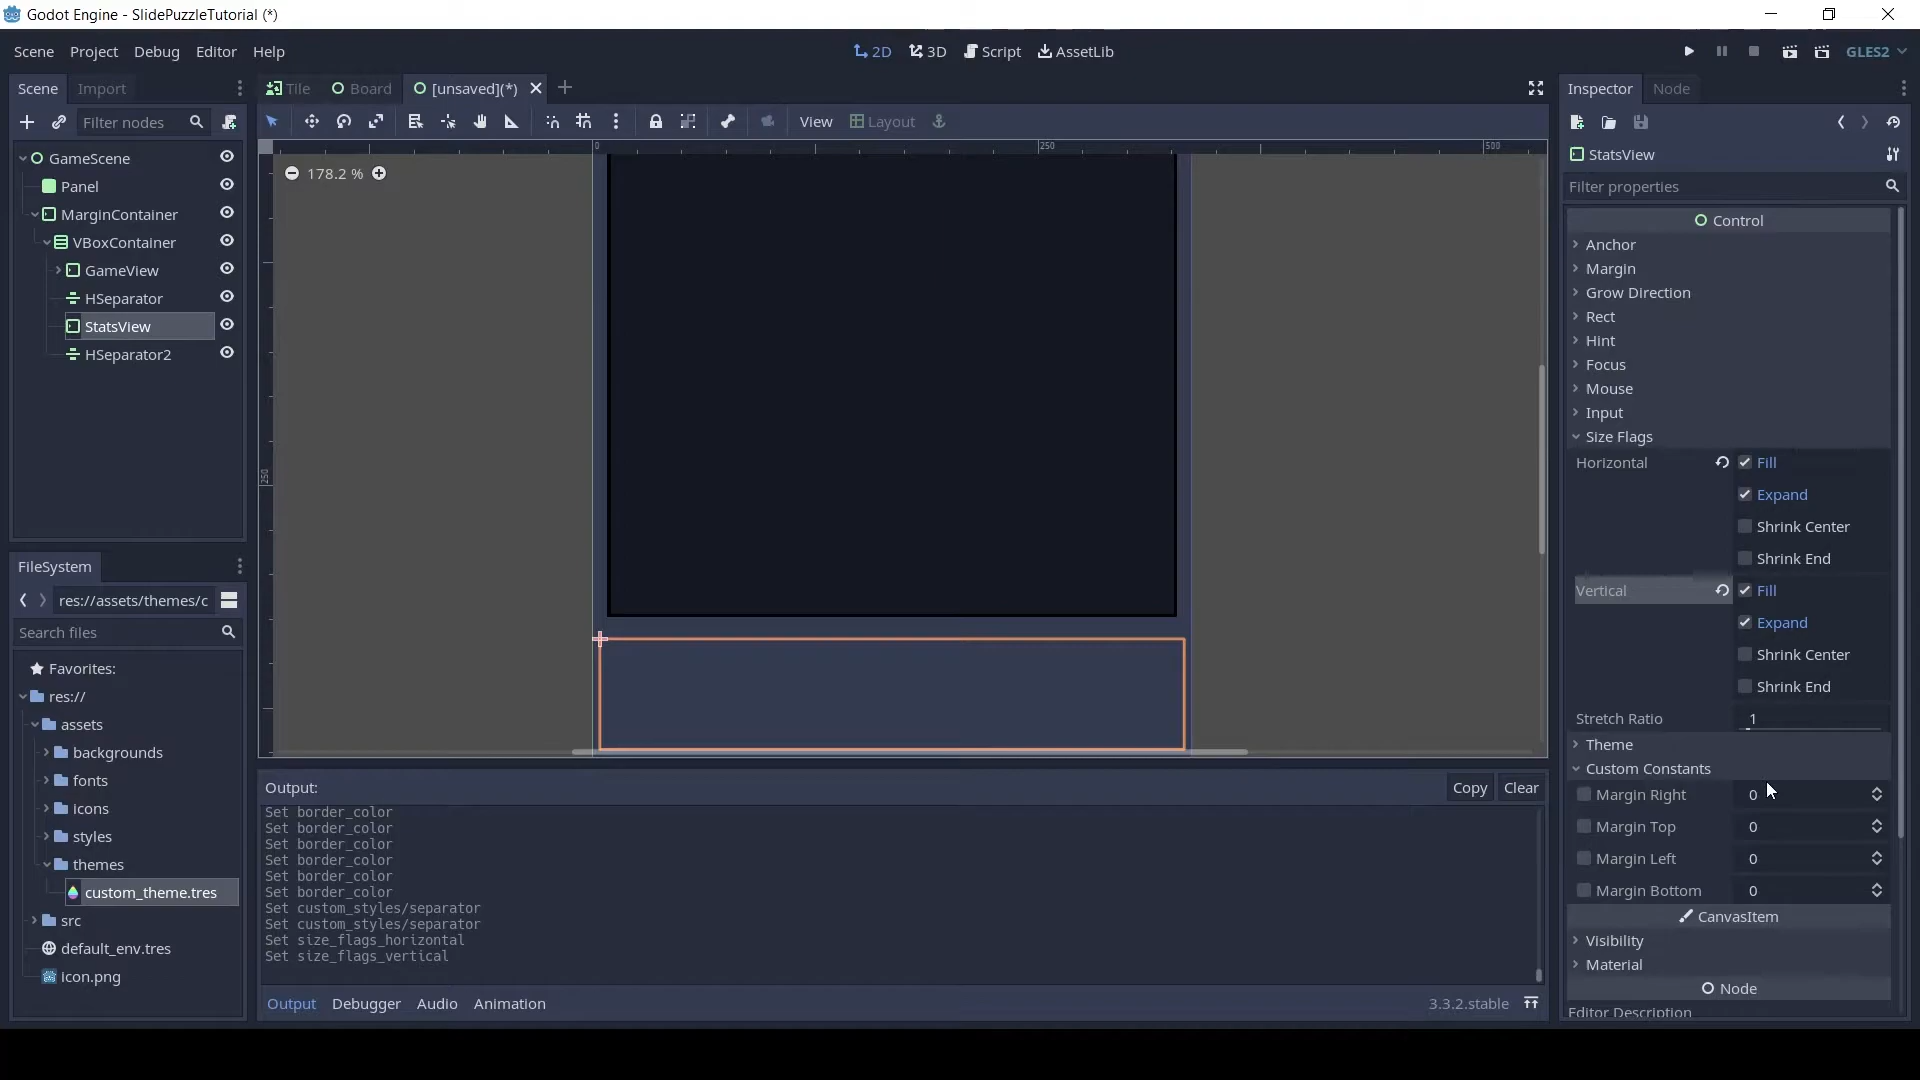 Godot Engine - SlidePuzzleTutorial (*)
Scene Project Debug Editor Help
2D 3D Script AssetLib
GLES2
Scene Import
Filter nodes
GameScene
Panel
MarginContainer
VBoxContainer
GameView
HSeparator
StatsView
HSeparator2
FileSystem
res://assets/themes/c
Search files
Favorites:
res://
assets
backgrounds
fonts
icons
styles
themes
custom_theme.tres
src
default_env.tres
icon.png
Tile Board [unsaved](*)
View Layout
0 250 500
178.2 %
250
Output: Copy Clear
Set border_color
Set border_color
Set border_color
Set border_color
Set border_color
Set border_color
Set custom_styles/separator
Set custom_styles/separator
Set size_flags_horizontal
Set size_flags_vertical
Output Debugger Audio Animation 3.3.2.stable
Inspector Node
StatsView
Filter properties
Control
Anchor
Margin
Grow Direction
Rect
Hint
Focus
Mouse
Input
Size Flags
Horizontal Fill
Expand
Shrink Center
Shrink End
Vertical Fill
Expand
Shrink Center
Shrink End
Stretch Ratio 1
Theme
Custom Constants
Margin Right 0
Margin Top 0
Margin Left 0
Margin Bottom 0
CanvasItem
Visibility
Material
Node
Editor Description